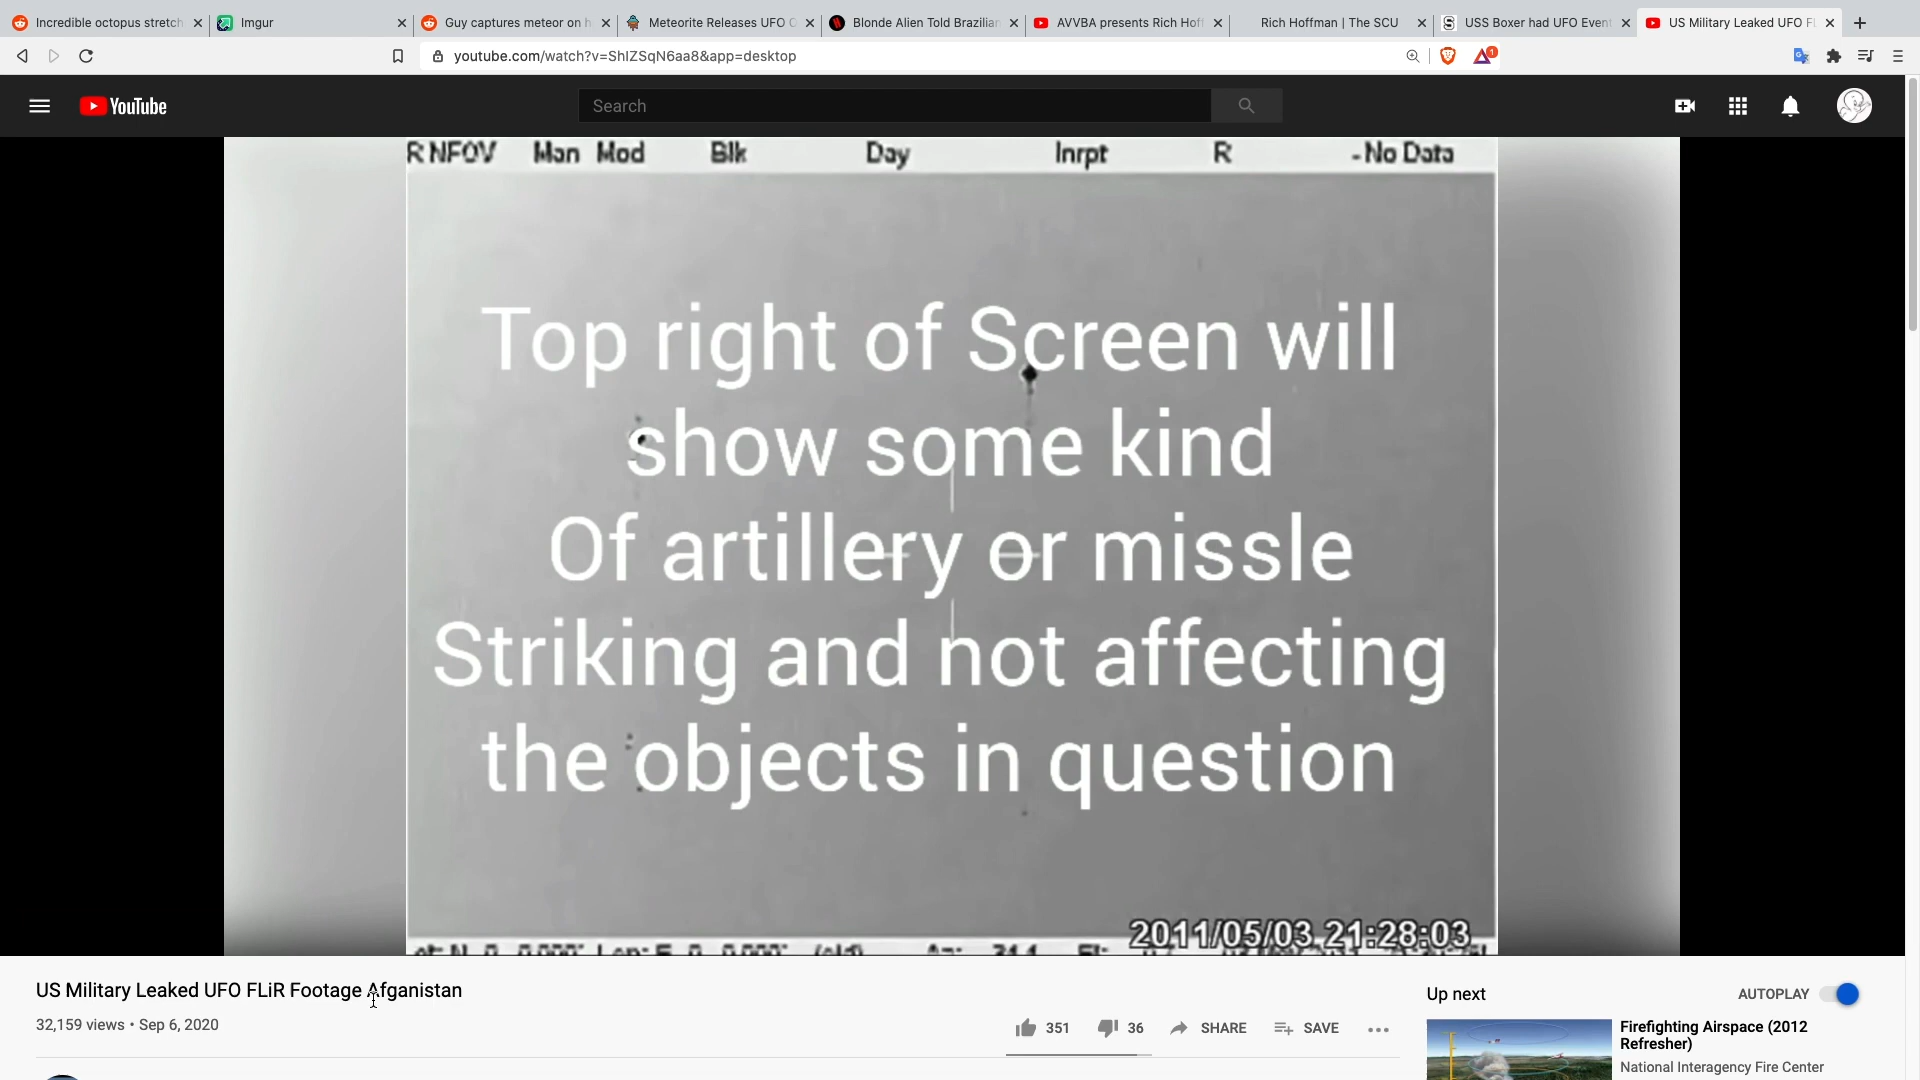 Incredible octopus stretch
Imgur
Guy captures meteor on h
Meteorite Releases UFO O
Blonde Alien Told Brazilian
AVVBA presents Rich Hoff
Rich Hoffman | The SCU
USS Boxer had UFO Event
US Military Leaked UFO FL
youtube.com/watch?v=ShIZSqN6aa8&app=desktop
1
YouTube
Search
R NFOV Man Mod Blk Day Inrpt R - No Data
Top right of Screen will
show some kind
Of artillery or missle
Striking and not affecting
the objects in question
2011/05/03 21:28:03
US Military Leaked UFO FLiR Footage Afganistan
32,159 views • Sep 6, 2020
351
36
SHARE
SAVE
Up next
AUTOPLAY
Firefighting Airspace (2012
Refresher)
National Interagency Fire Center